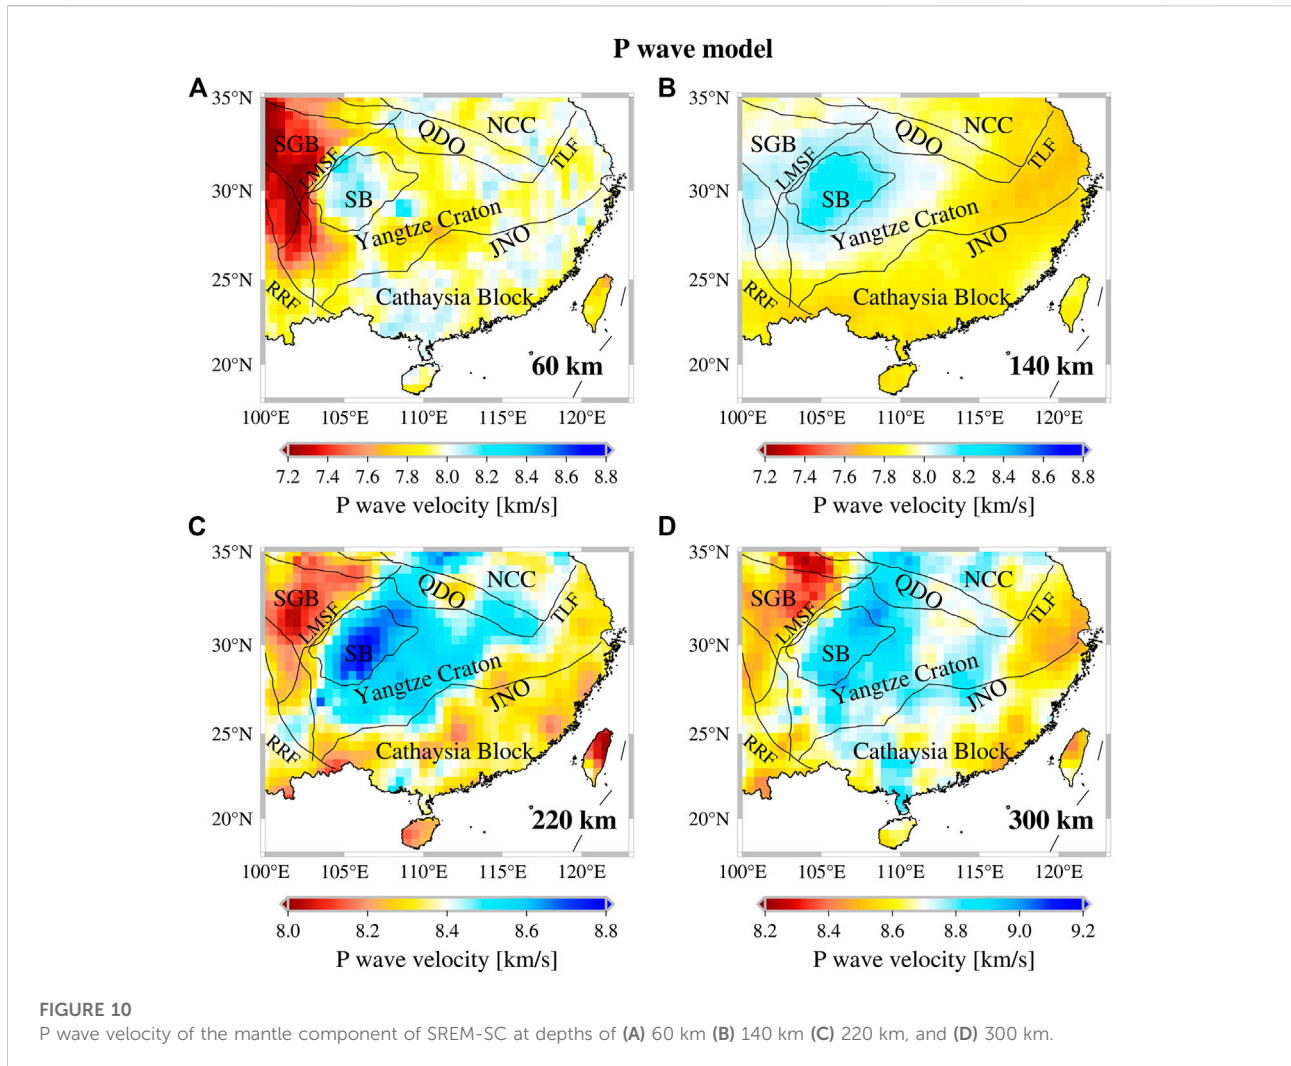 P wave model
A
35°N
30°N
25°N
20°N
SGB
LMSF
QDO
NCC
TLF
SB
Yangtze Craton
JNO
RRF
Cathaysia Block
60 km
100°E 105°E 110°E 115°E 120°E
7.2 7.4 7.6 7.8 8.0 8.2 8.4 8.6 8.8
P wave velocity [km/s]
B
35°N
30°N
25°N
20°N
SGB
LMSF
QDO
NCC
TLF
SB
Yangtze Craton
JNO
RRF
Cathaysia Block
140 km
100°E 105°E 110°E 115°E 120°E
7.2 7.4 7.6 7.8 8.0 8.2 8.4 8.6 8.8
P wave velocity [km/s]
C
35°N
30°N
25°N
20°N
SGB
LMSF
QDO
NCC
TLF
SB
Yangtze Craton
JNO
RRF
Cathaysia Block
220 km
100°E 105°E 110°E 115°E 120°E
8.0 8.2 8.4 8.6 8.8
P wave velocity [km/s]
D
35°N
30°N
25°N
20°N
SGB
LMSF
QDO
NCC
TLF
SB
Yangtze Craton
JNO
RRF
Cathaysia Block
300 km
100°E 105°E 110°E 115°E 120°E
8.2 8.4 8.6 8.8 9.0 9.2
P wave velocity [km/s]
FIGURE 10
P wave velocity of the mantle component of SREM-SC at depths of (A) 60 km (B) 140 km (C) 220 km, and (D) 300 km.